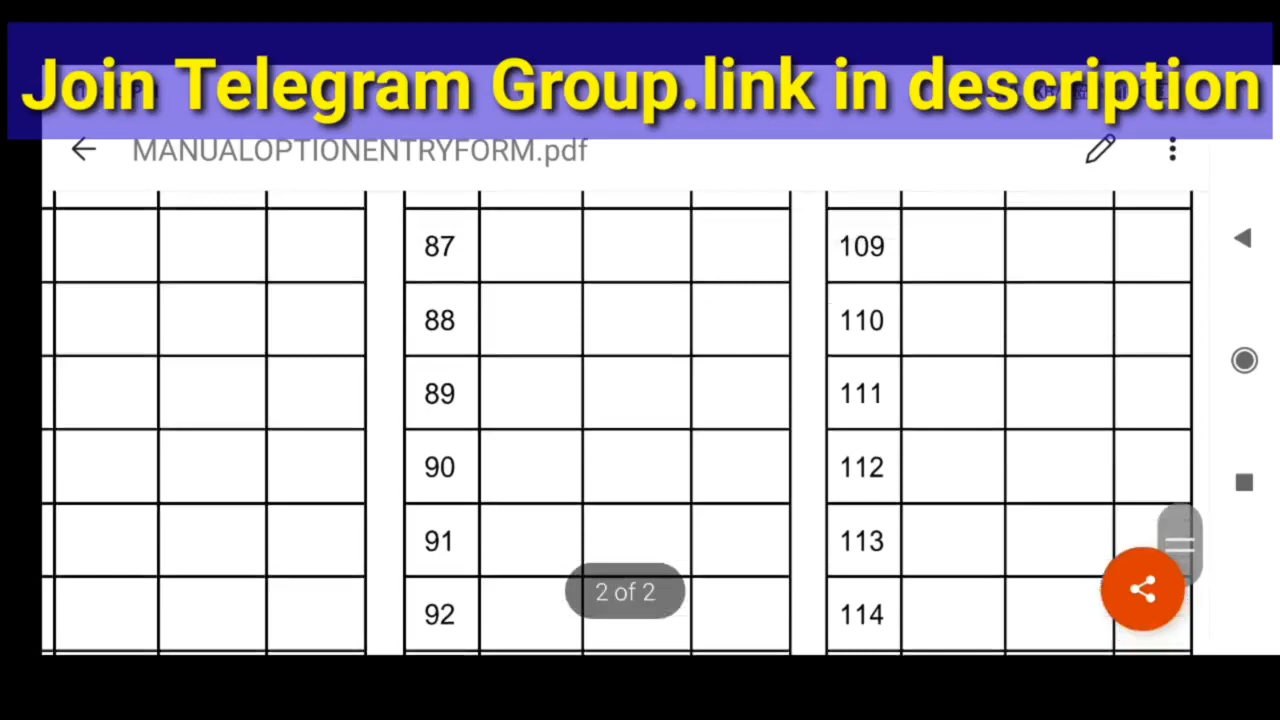 Join Telegram Group.link in description
MANUALOPTIONENTRYFORM.pdf
87 109
88 110
89 111
90 112
91 113
92 114
2 of 2